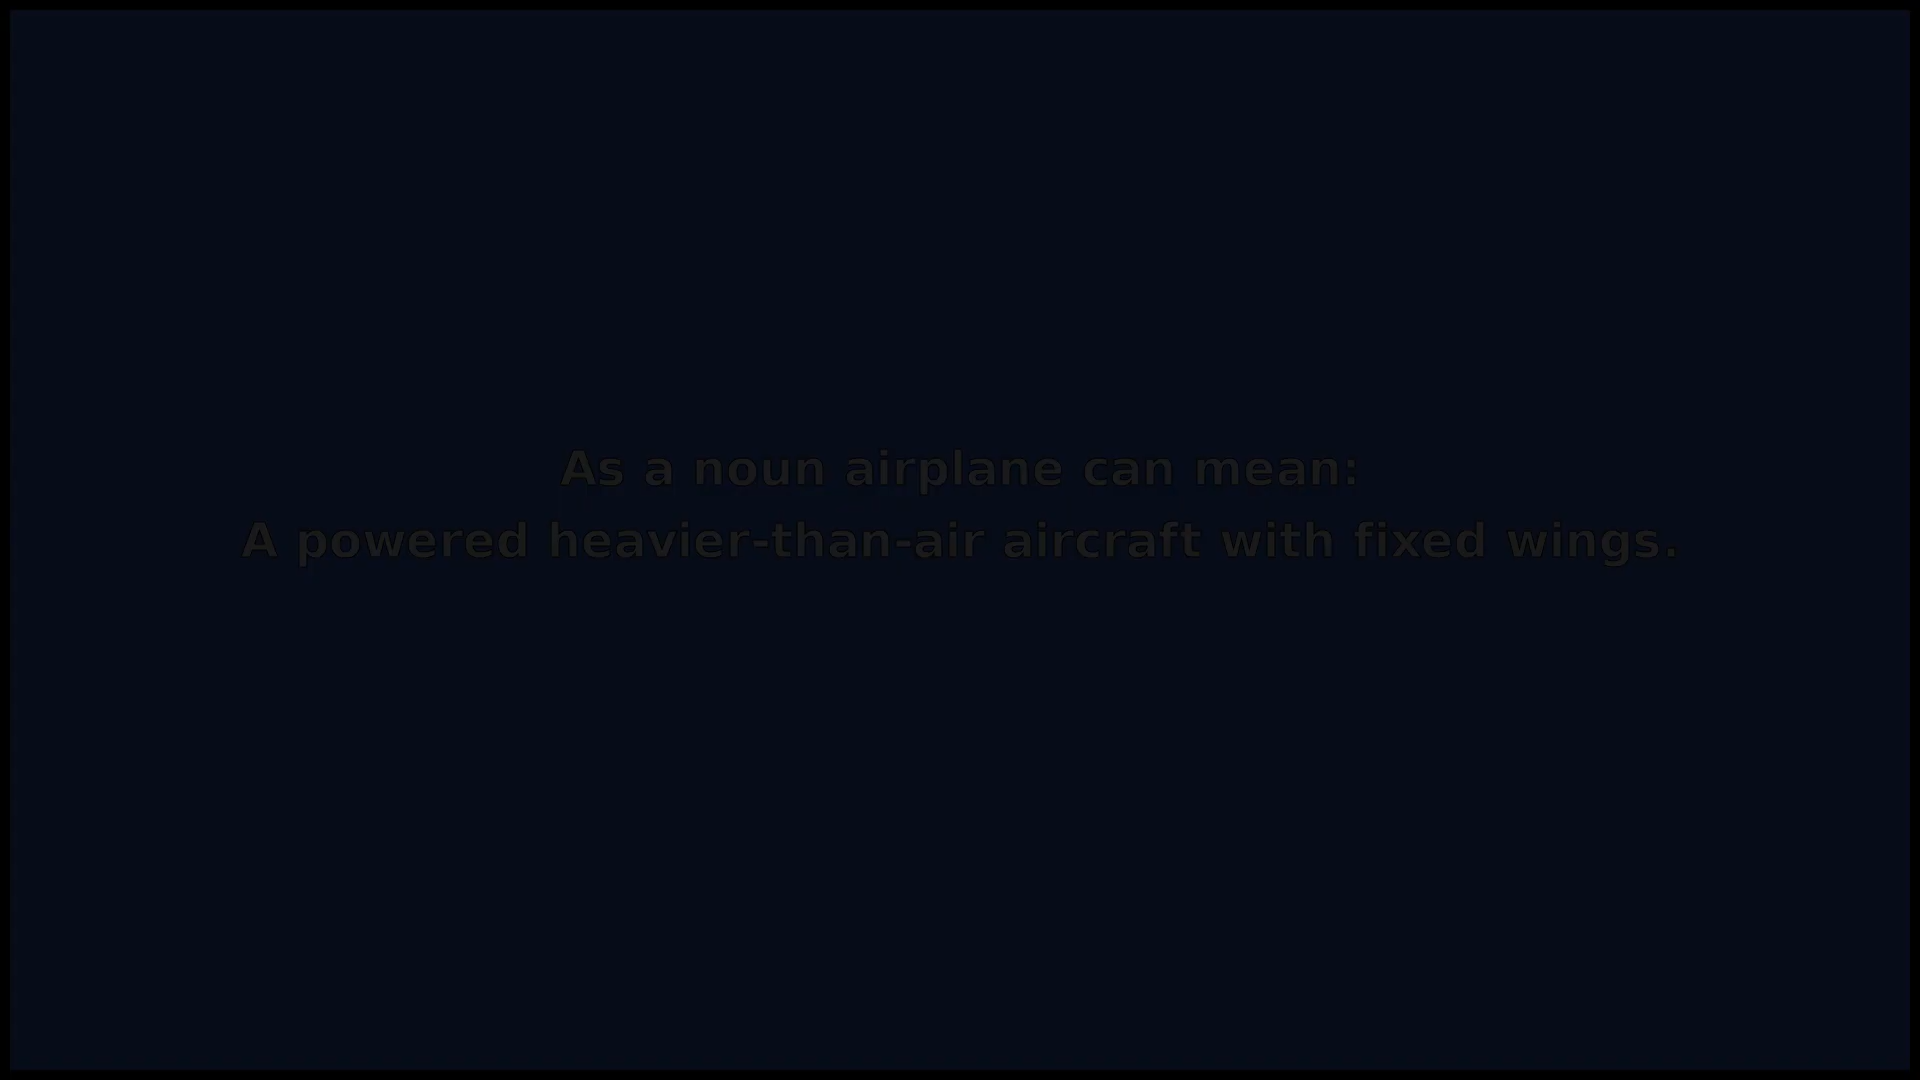 As a noun airplane can mean:
A powered heavier-than-air aircraft with fixed wings.